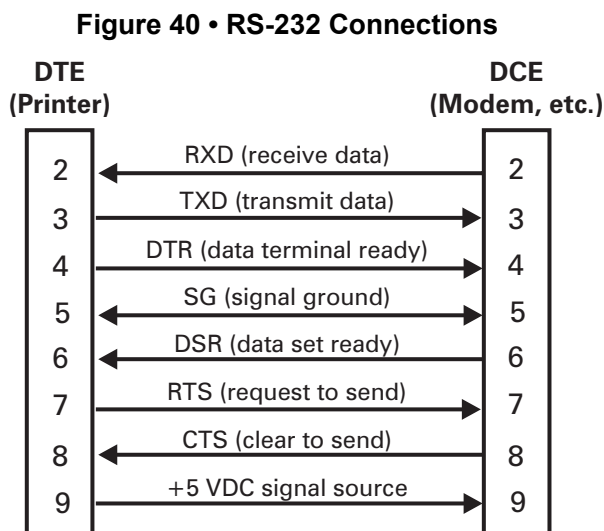 Figure 40 • RS-232 Connections
DTE
(Printer)
DCE
(Modem, etc.)
2 RXD (receive data) 2
3 TXD (transmit data) 3
4 DTR (data terminal ready) 4
5 SG (signal ground) 5
6 DSR (data set ready) 6
7 RTS (request to send) 7
8 CTS (clear to send) 8
9 +5 VDC signal source 9